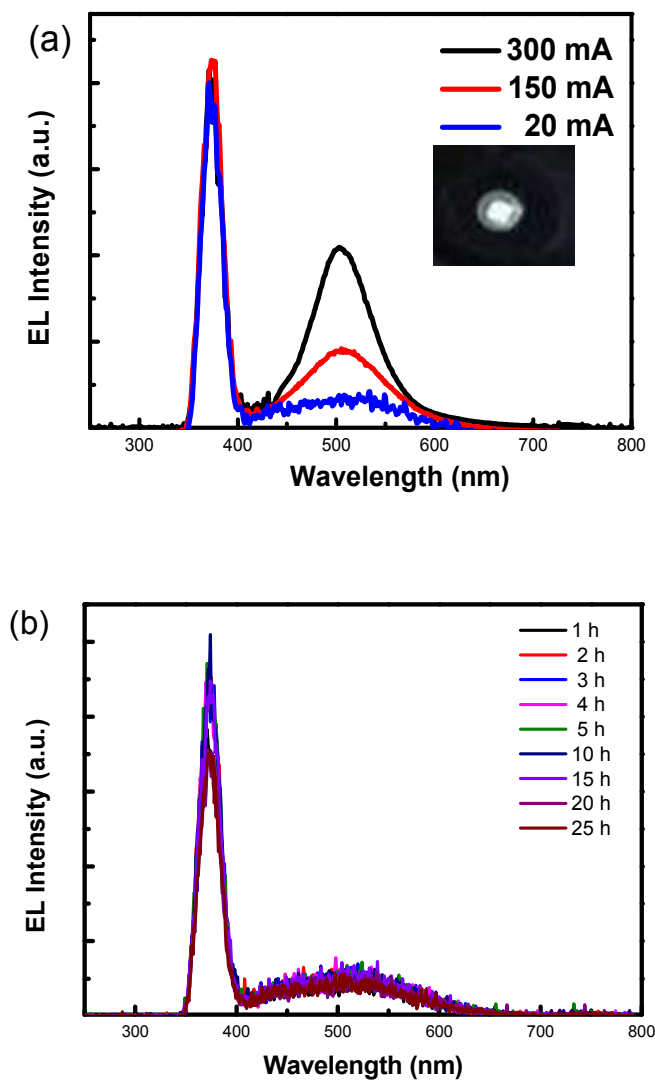 (a)
300 mA
150 mA
20 mA
EL Intensity (a.u.)
300 400 500 600 700 800
Wavelength (nm)
(b)
1 h
2 h
3 h
4 h
5 h
10 h
15 h
20 h
25 h
EL Intensity (a.u.)
300 400 500 600 700 800
Wavelength (nm)